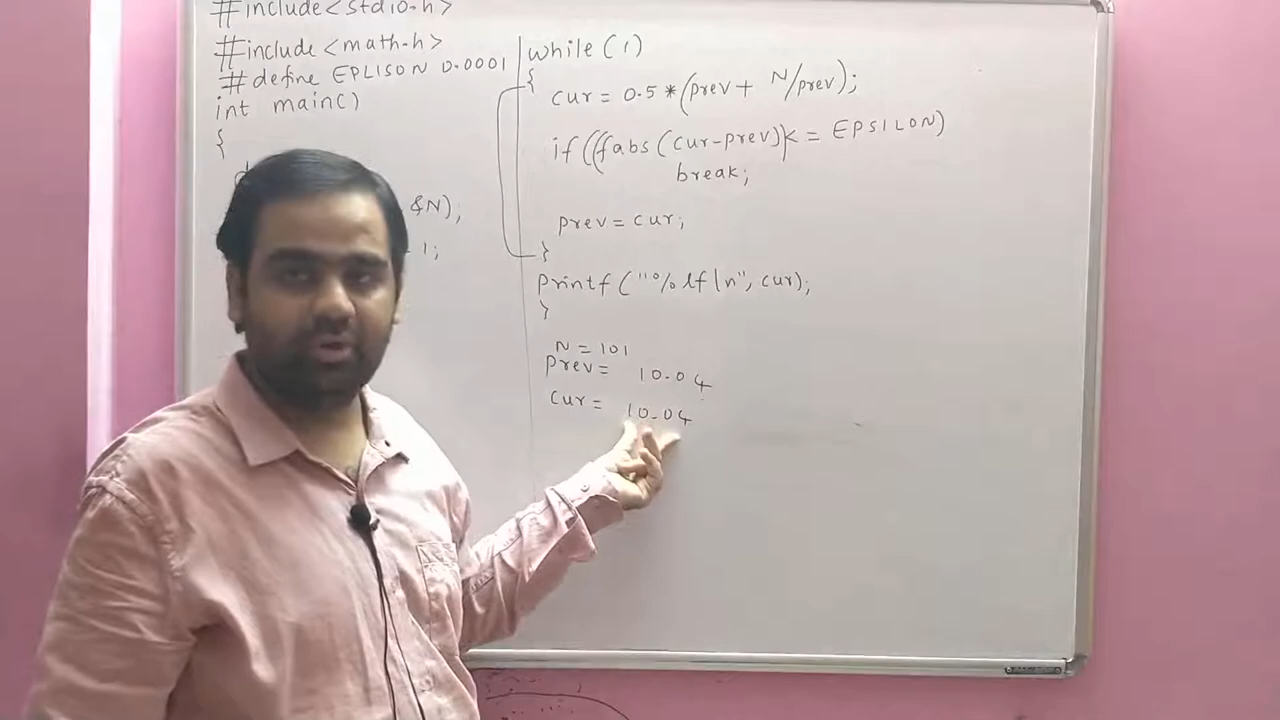 #include<stdio.h>
#include <math.h>
#define EPLISON 0.0001
int main()
{
&N);
1;
while (1)
{
cur = 0.5 * (prev + N/prev);
if ((fabs (cur-prev)) <= EPSILON)
break;
prev = cur;
}
printf ("%lf\n", cur);
}
N = 101
prev = 10.04
cur = 10.04